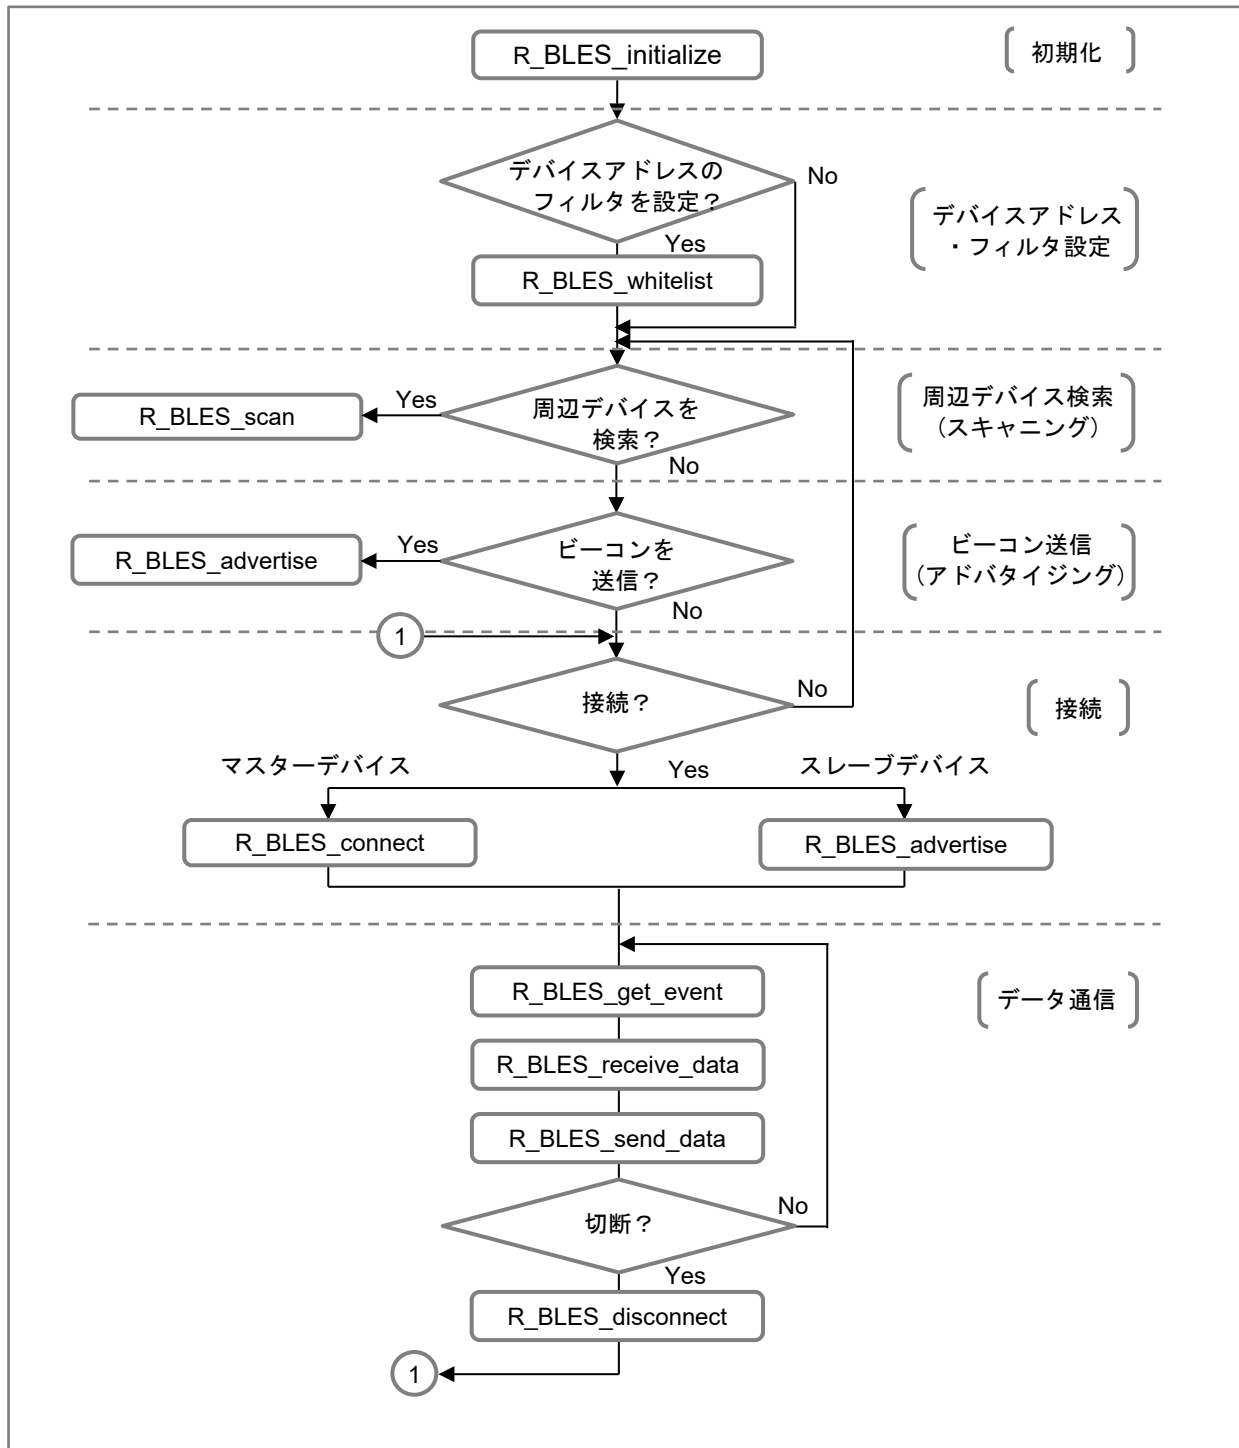 R_BLES_initialize
初期化
デバイスアドレスの
フィルタを設定？
No
Yes
デバイスアドレス
・フィルタ設定
R_BLES_whitelist
R_BLES_scan
Yes
周辺デバイスを
検索？
No
周辺デバイス検索
（スキャニング）
R_BLES_advertise
Yes
ビーコンを
送信？
No
ビーコン送信
（アドバタイジング）
1
接続？
No
接続
Yes
マスターデバイス
スレーブデバイス
R_BLES_connect
R_BLES_advertise
R_BLES_get_event
データ通信
R_BLES_receive_data
R_BLES_send_data
切断？
No
Yes
R_BLES_disconnect
1